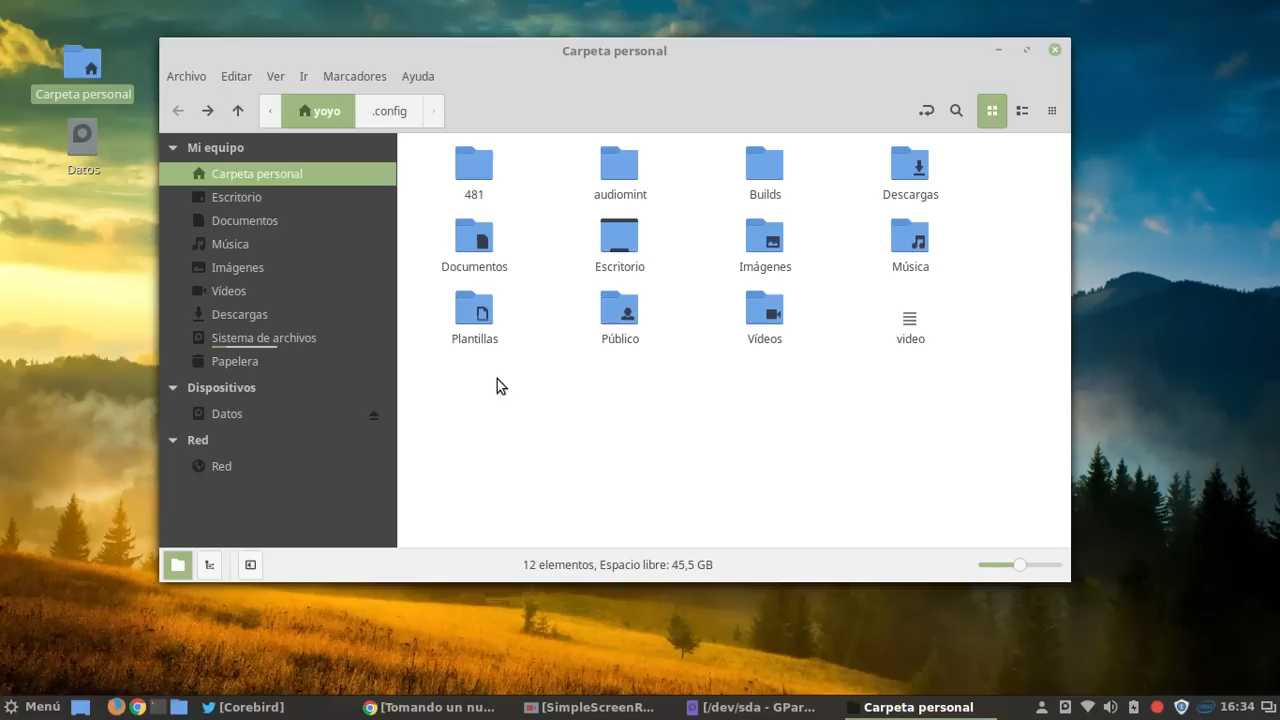 Carpeta personal
Carpeta personal
Datos
Archivo Editar Ver Ir Marcadores Ayuda
yoyo .config
Mi equipo
Carpeta personal
Escritorio
Documentos
Música
Imágenes
Vídeos
Descargas
Sistema de archivos
Papelera
Dispositivos
Datos
Red
Red
481 audiomint Builds Descargas
Documentos Escritorio Imágenes Música
Plantillas Público Vídeos video
12 elementos, Espacio libre: 45,5 GB
Menú [Corebird] [Tomando un nu... [SimpleScreenR... [/dev/sda - GPar... Carpeta personal 16:34